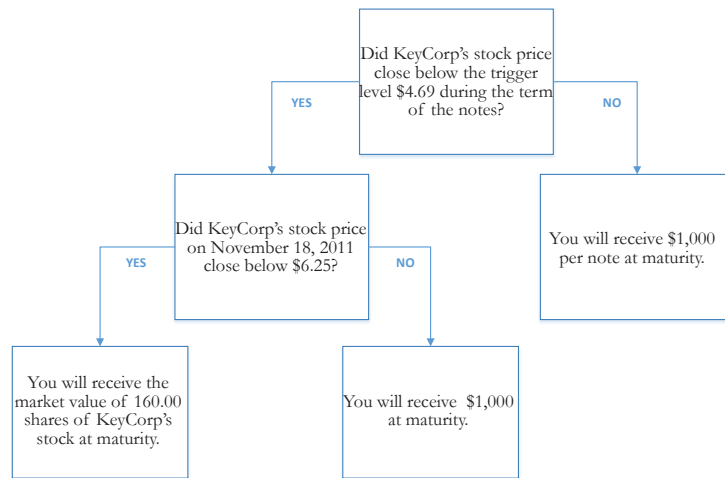 Did KeyCorp's stock price
close below the trigger
level $4.69 during the term
of the notes?
YES
NO
Did KeyCorp's stock price
on November 18, 2011
close below $6.25?
You will receive $1,000
per note at maturity.
YES
NO
You will receive the
market value of 160.00
shares of KeyCorp's
stock at maturity.
You will receive $1,000
at maturity.